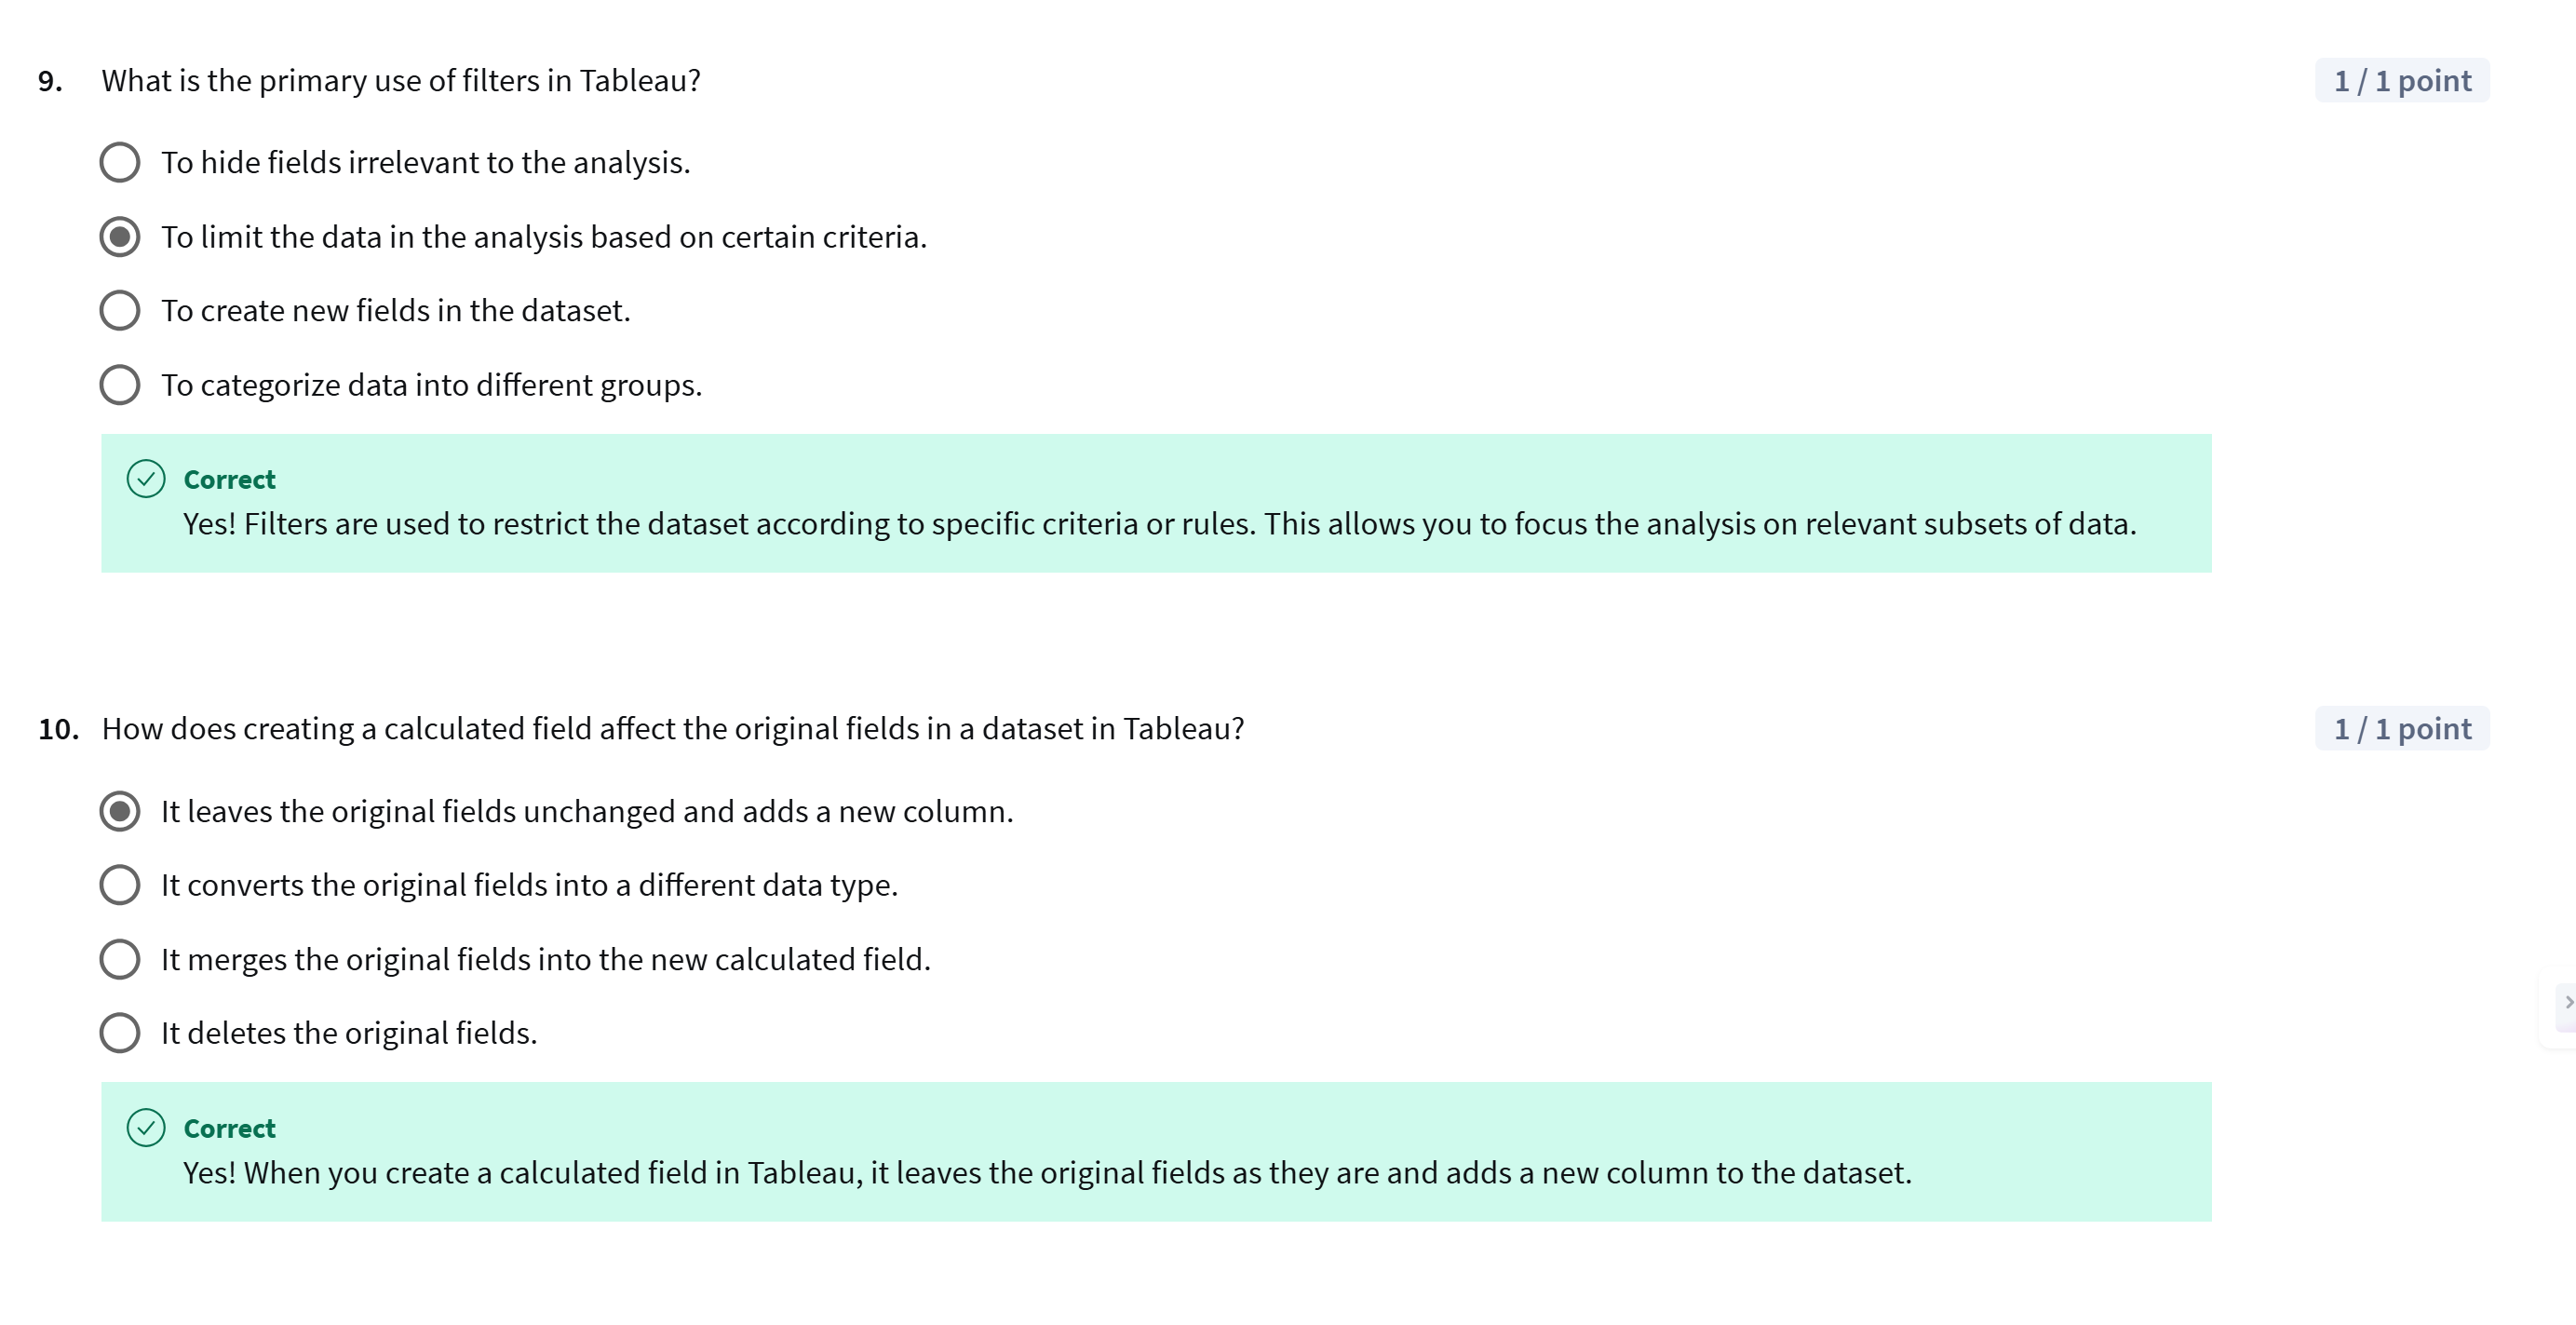 9. What is the primary use of filters in Tableau? 1 / 1 point
To hide fields irrelevant to the analysis.
To limit the data in the analysis based on certain criteria.
To create new fields in the dataset.
To categorize data into different groups.
Correct
Yes! Filters are used to restrict the dataset according to specific criteria or rules. This allows you to focus the analysis on relevant subsets of data.
10. How does creating a calculated field affect the original fields in a dataset in Tableau? 1 / 1 point
It leaves the original fields unchanged and adds a new column.
It converts the original fields into a different data type.
It merges the original fields into the new calculated field.
It deletes the original fields.
Correct
Yes! When you create a calculated field in Tableau, it leaves the original fields as they are and adds a new column to the dataset.